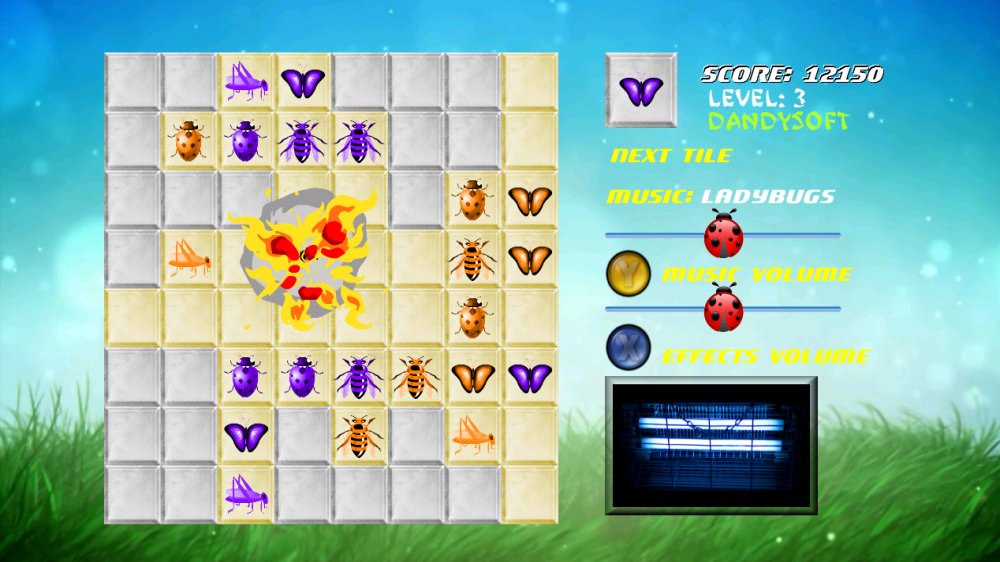 SCORE: 12150
LEVEL: 3
DANDYSOFT
NEXT TILE
MUSIC: LADYBUGS
Y MUSIC VOLUME
X EFFECTS VOLUME